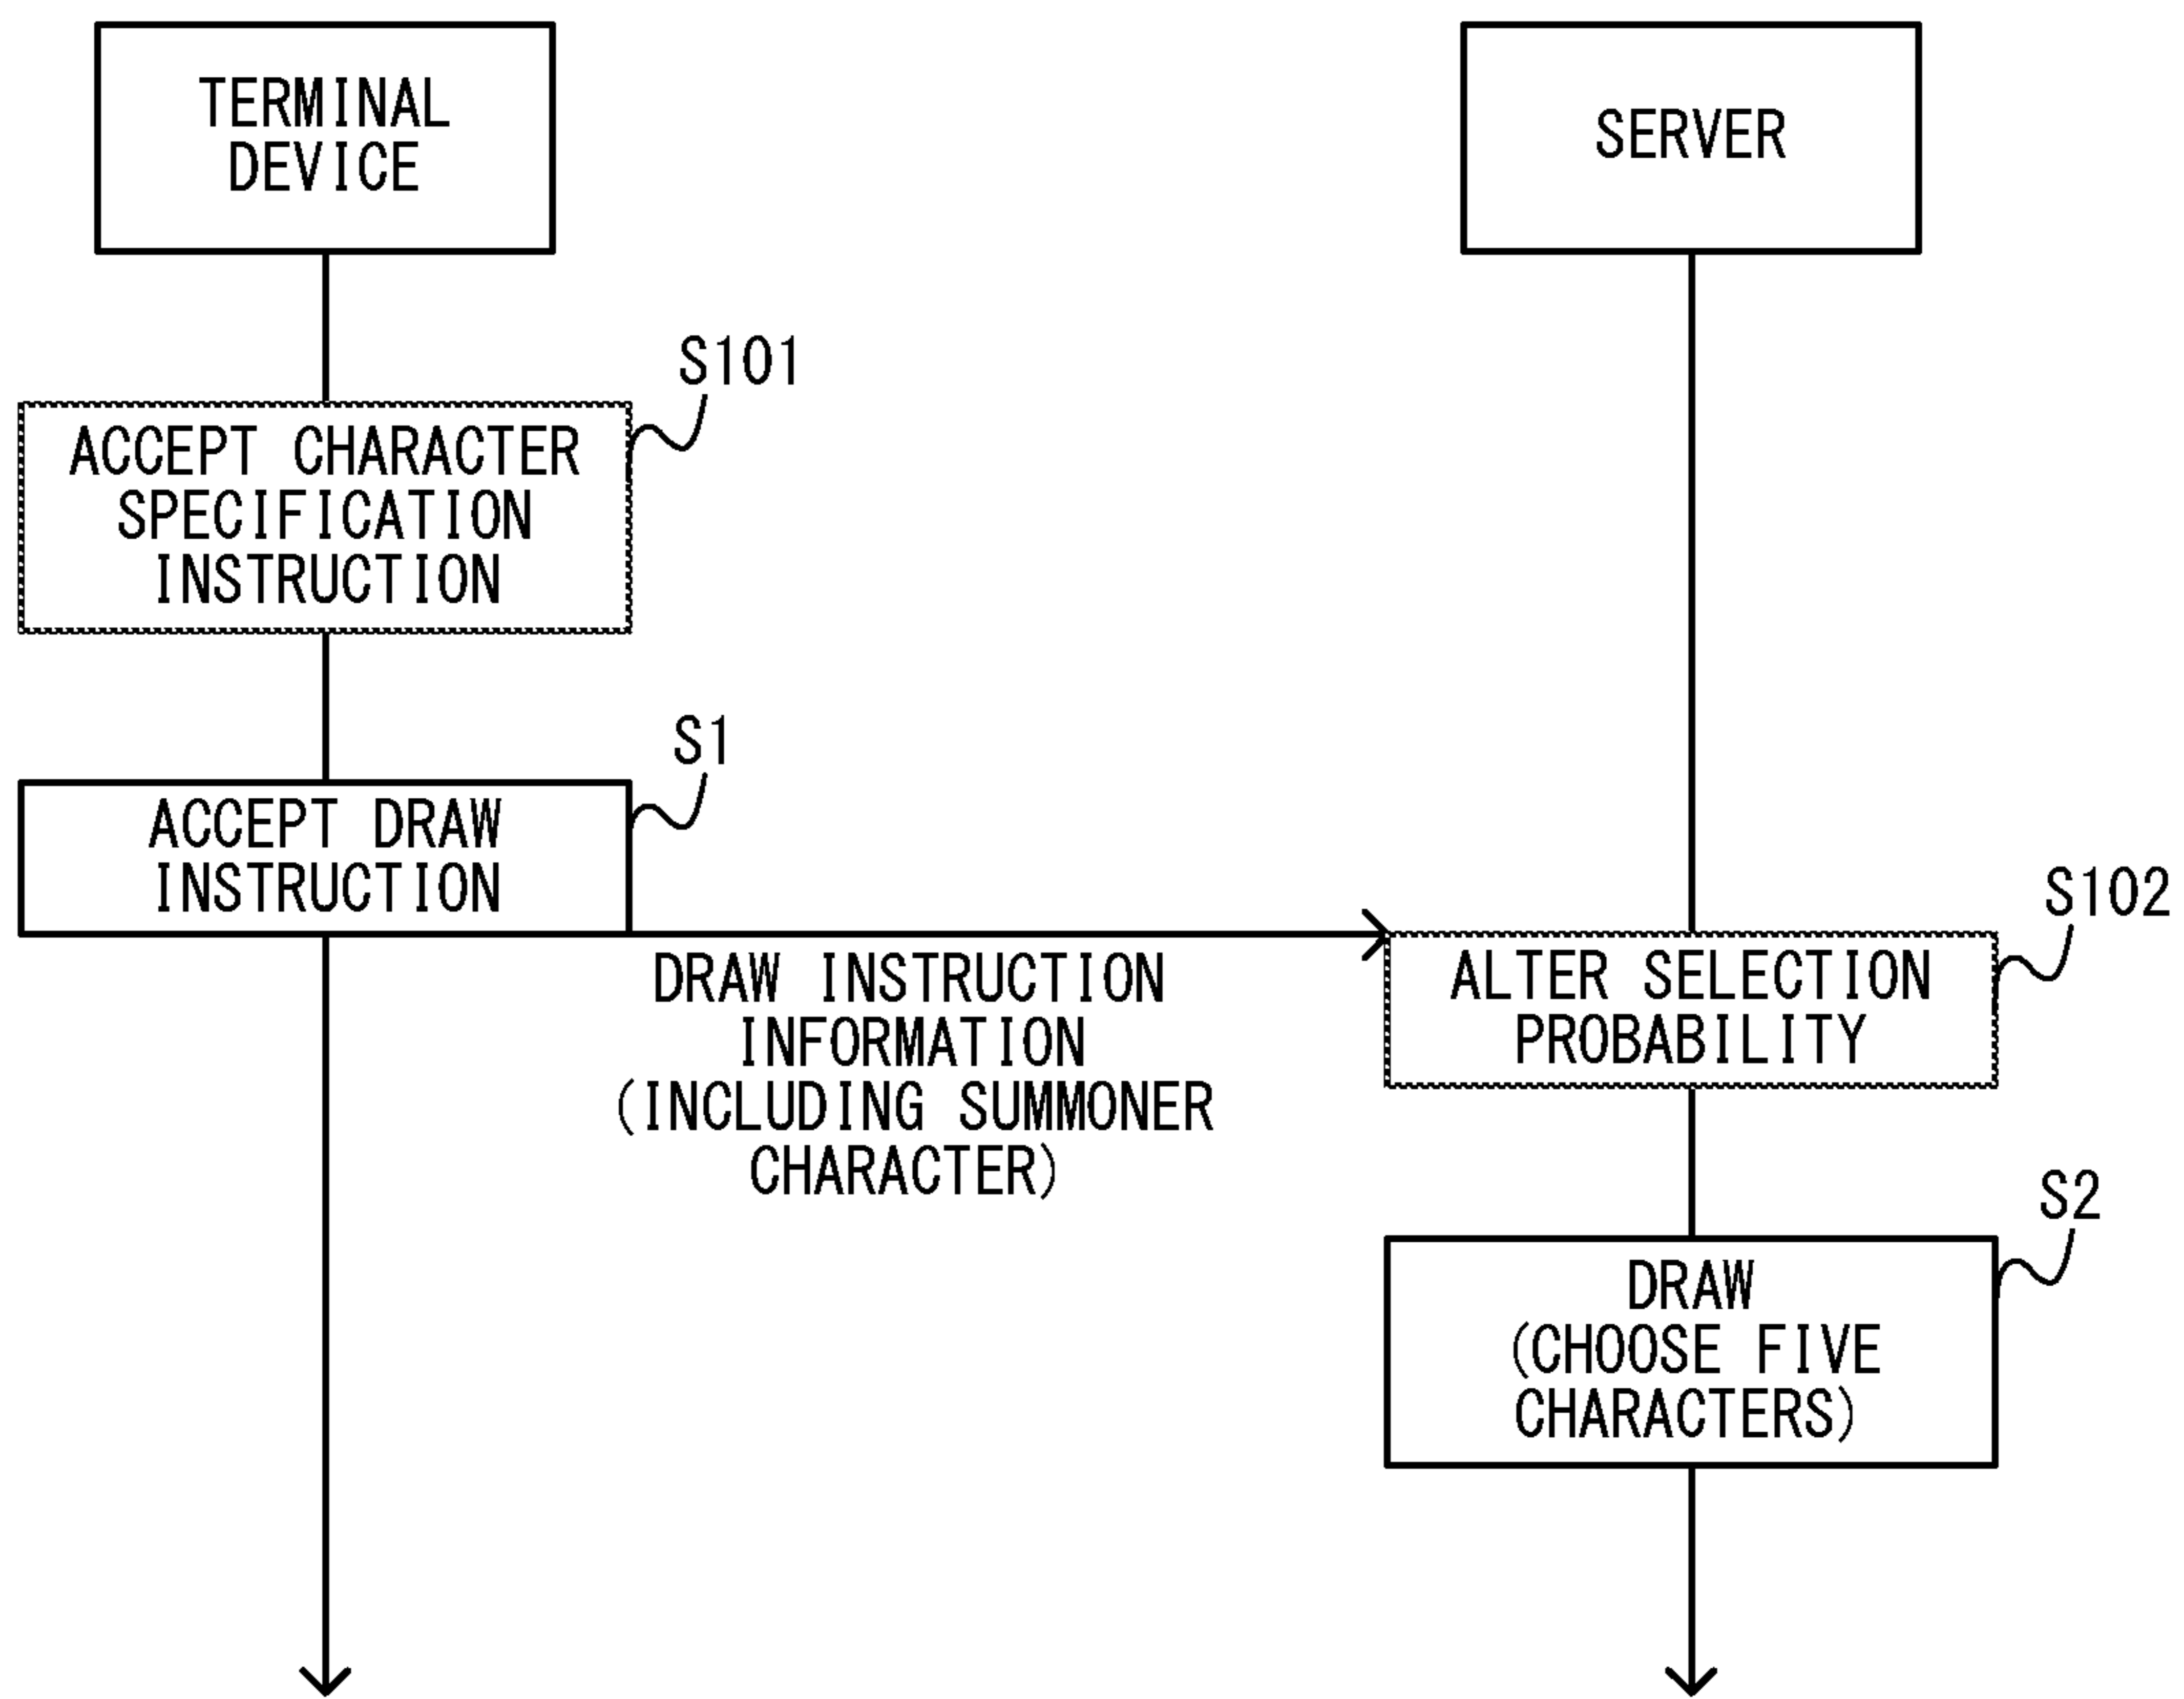 TERMINAL
DEVICE
SERVER
S101
ACCEPT CHARACTER
SPECIFICATION
INSTRUCTION
S1
ACCEPT DRAW
INSTRUCTION
S102
DRAW INSTRUCTION
INFORMATION
(INCLUDING SUMMONER
CHARACTER)
ALTER SELECTION
PROBABILITY
S2
DRAW
(CHOOSE FIVE
CHARACTERS)